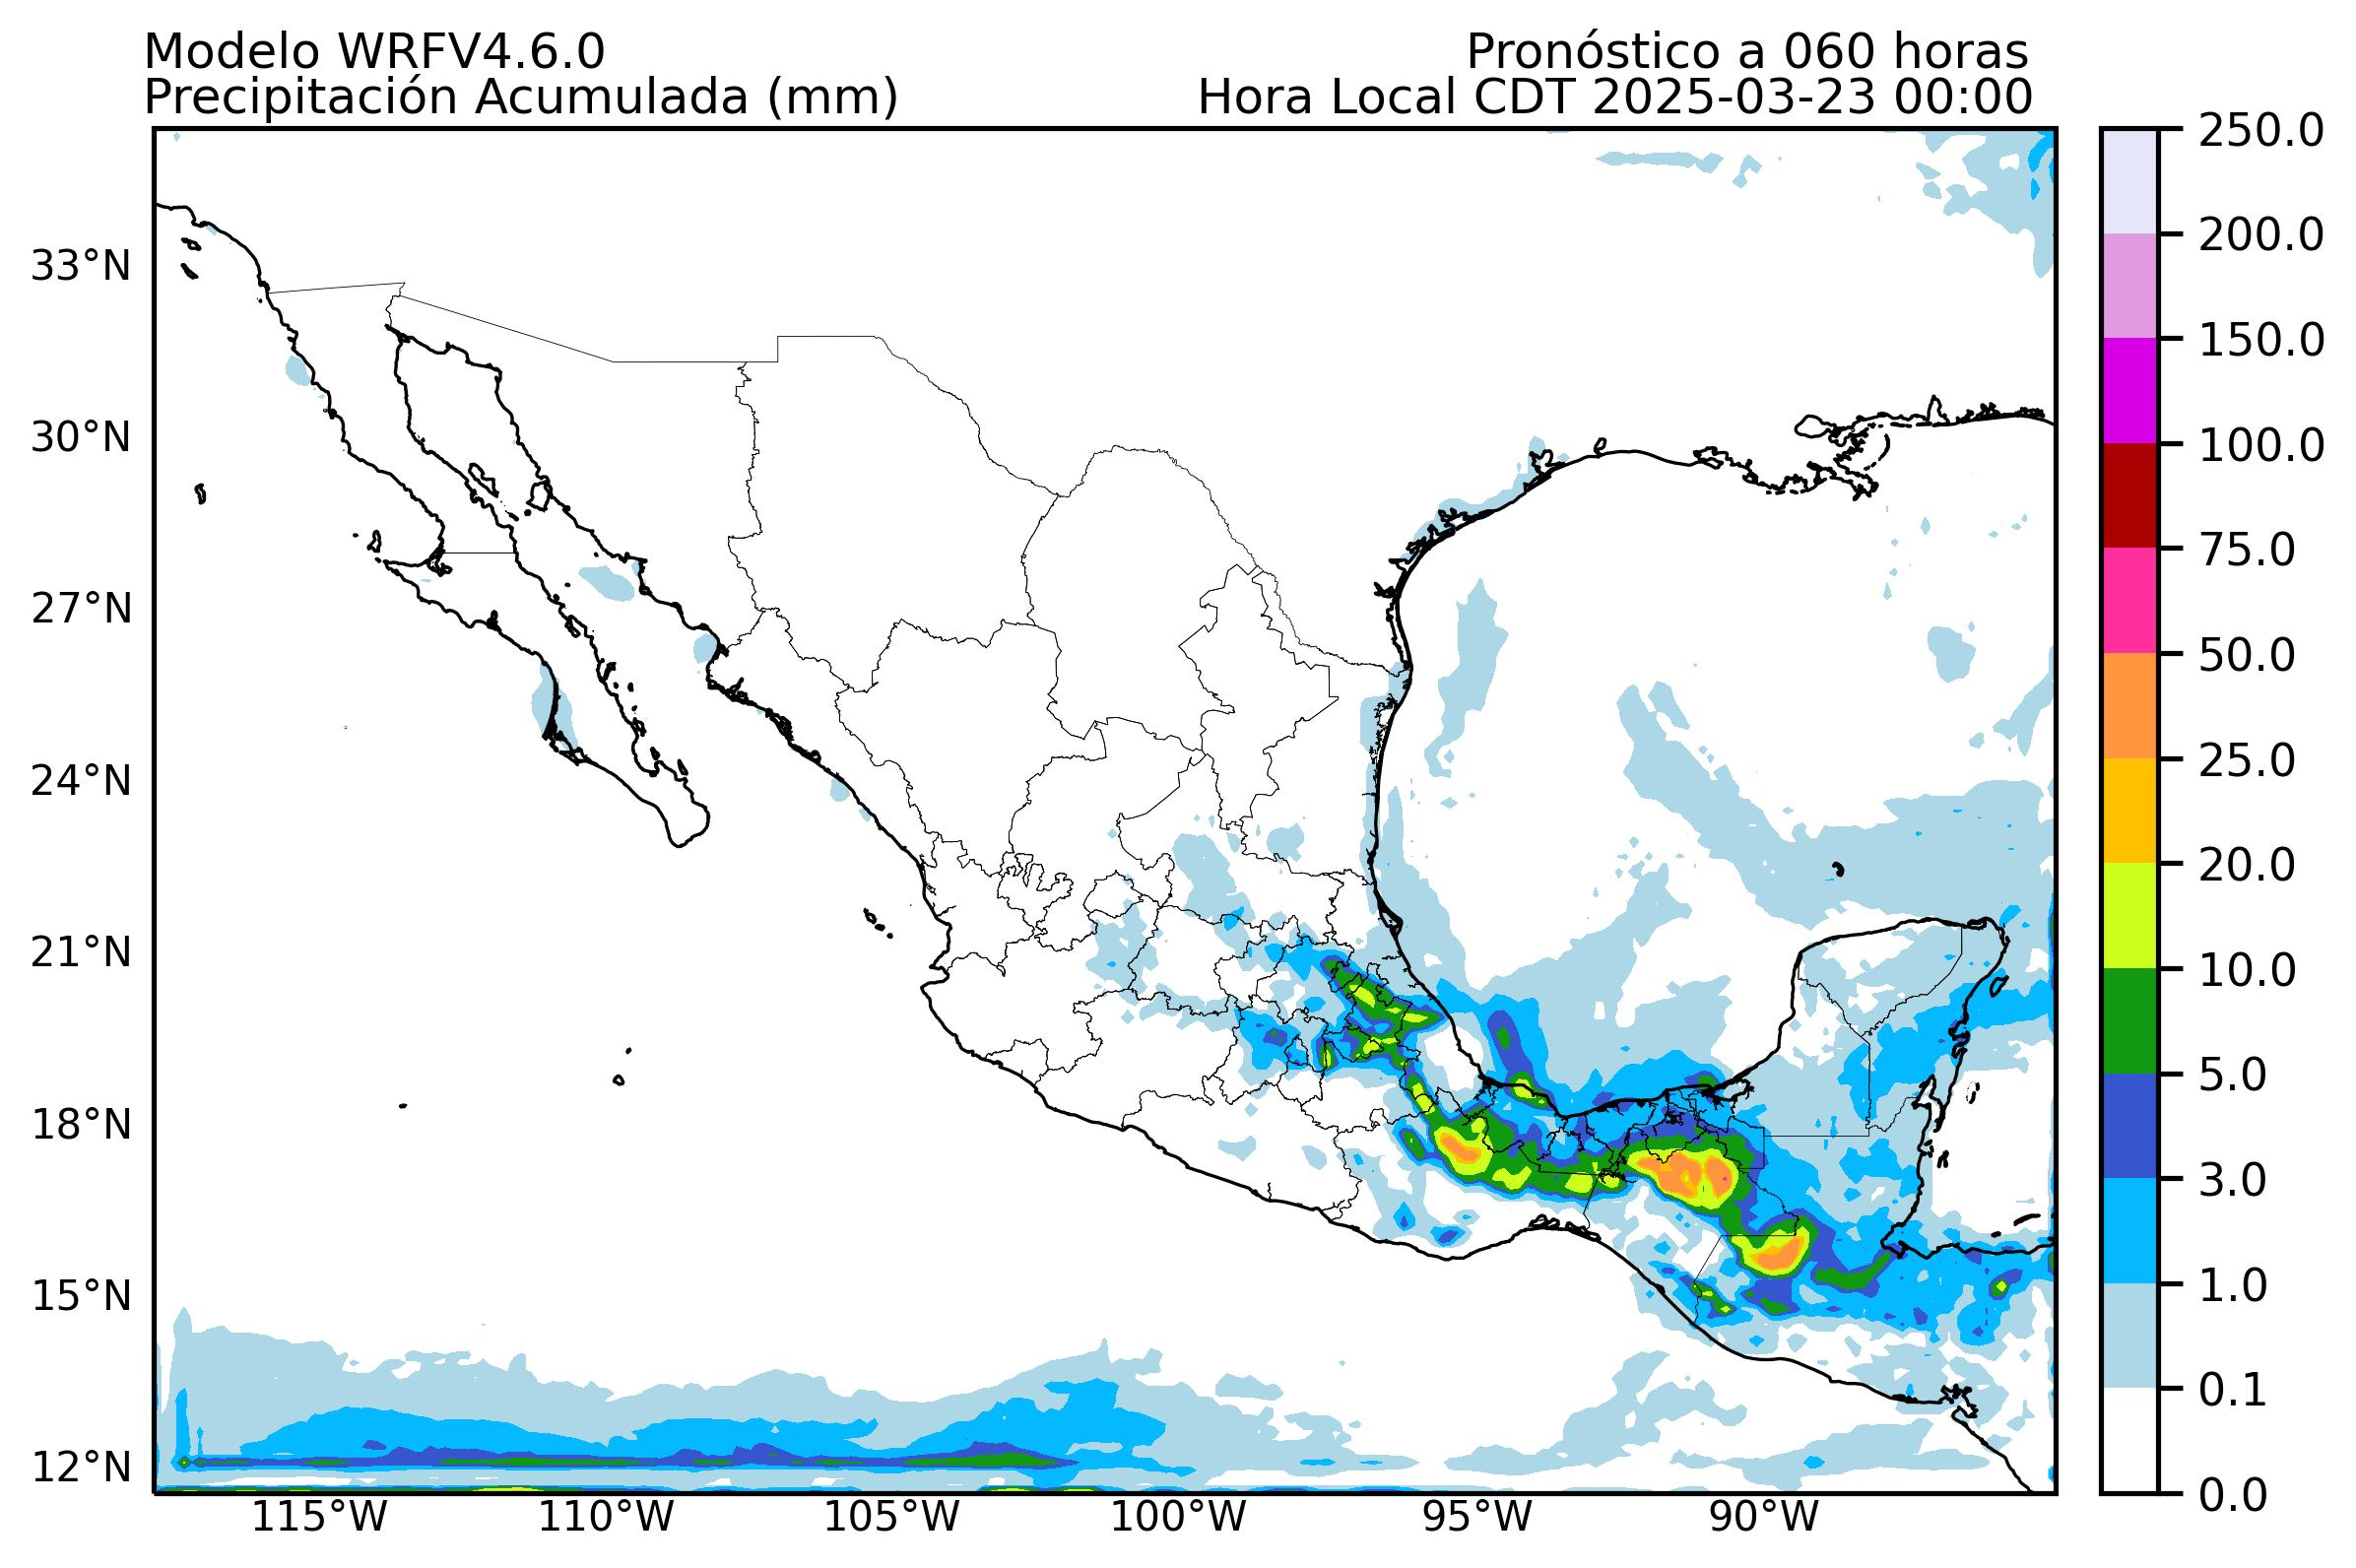 Modelo WRFV4.6.0
Pronóstico a 060 horas
Precipitación Acumulada (mm)
Hora Local CDT 2025-03-23 00:00
33°N
30°N
27°N
24°N
21°N
18°N
15°N
12°N
115°W
110°W
105°W
100°W
95°W
90°W
250.0
200.0
150.0
100.0
75.0
50.0
25.0
20.0
10.0
5.0
3.0
1.0
0.1
0.0